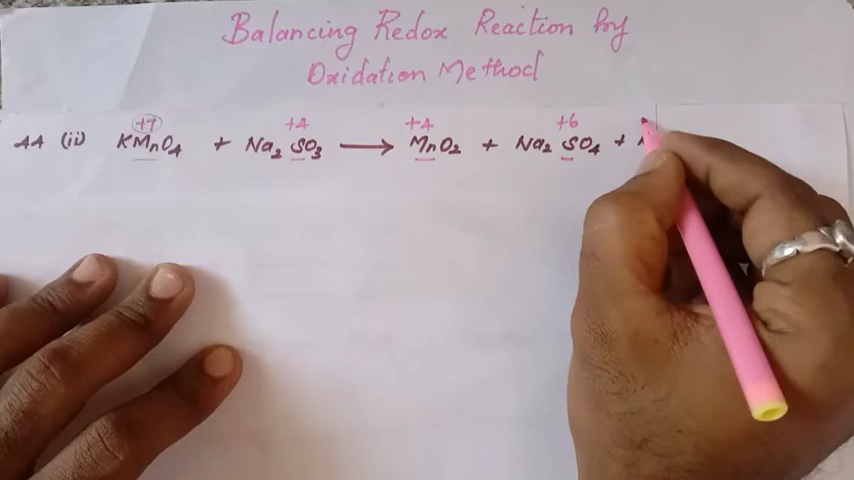 Balancing Redox Reaction by
Oxidation Method
+7 +4 +4 +6
44 (ii) KMnO4 + Na2 SO3 → MnO2 + Na2 SO4 +